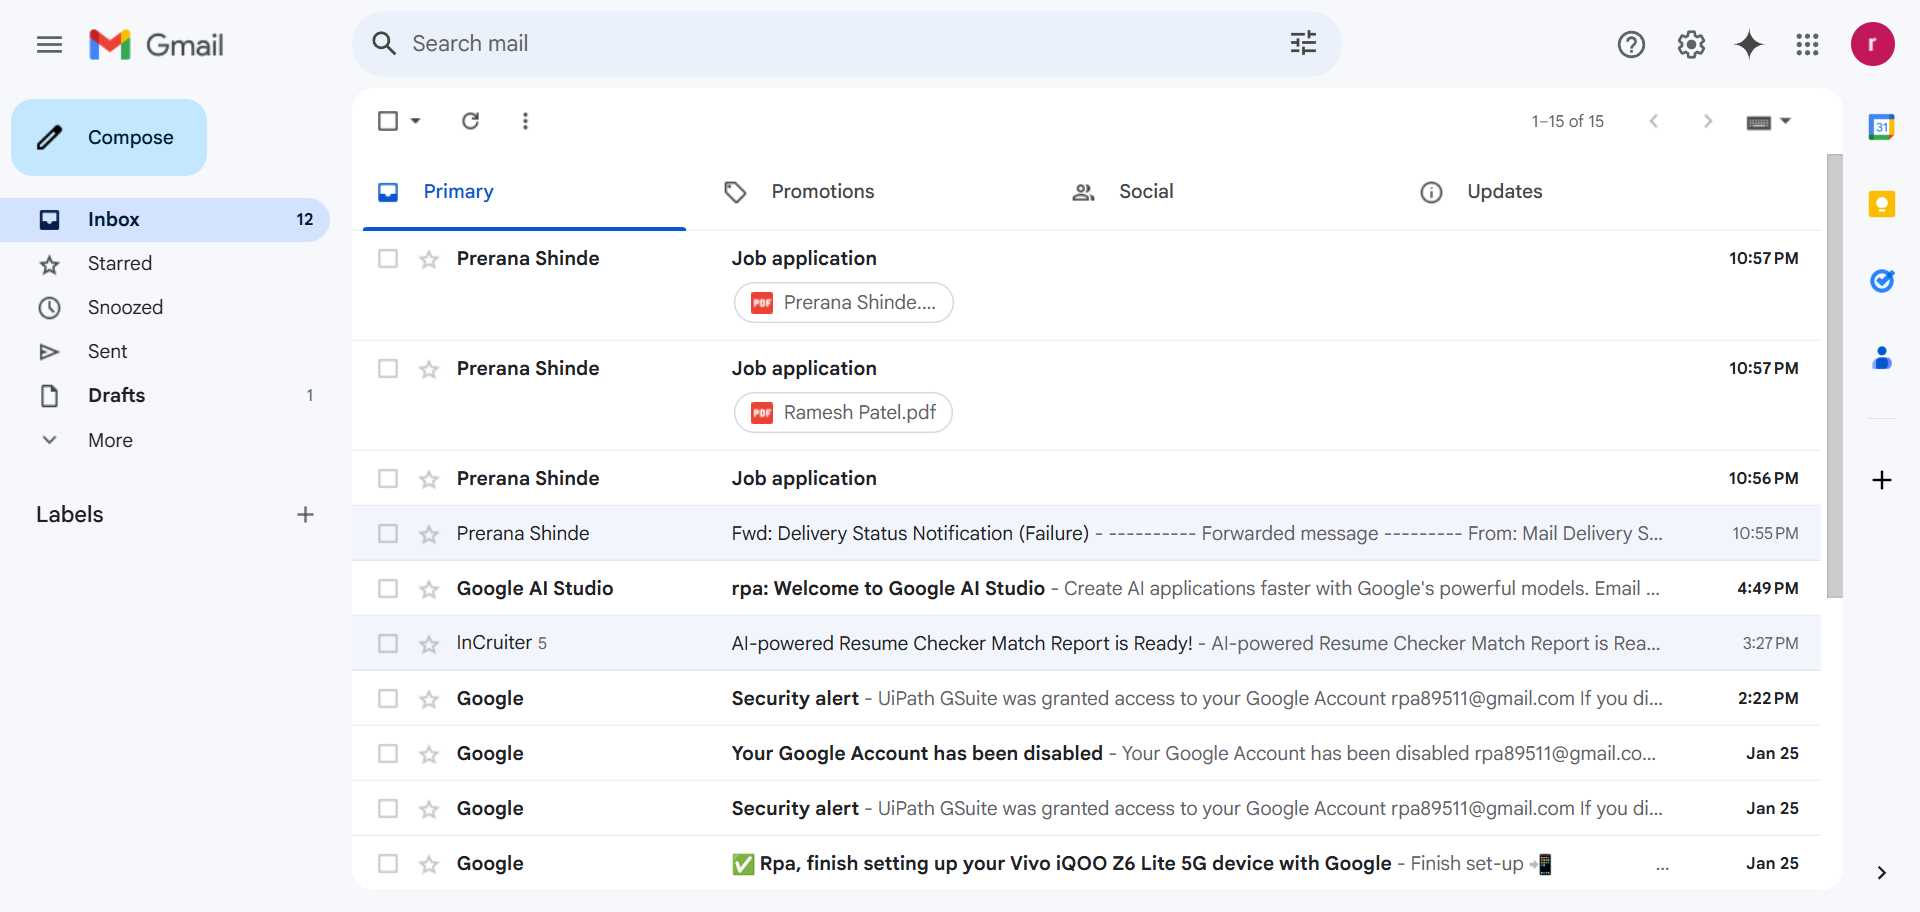 Gmail
Search mail
r
Compose
1–15 of 15
31
Inbox 12
Starred
Snoozed
Sent
Drafts 1
More
Labels
Primary
Promotions
Social
Updates
Prerana Shinde Job application 10:57 PM
PDF Prerana Shinde....
Prerana Shinde Job application 10:57 PM
PDF Ramesh Patel.pdf
Prerana Shinde Job application 10:56 PM
Prerana Shinde Fwd: Delivery Status Notification (Failure) - ---------- Forwarded message --------- From: Mail Delivery S... 10:55 PM
Google AI Studio rpa: Welcome to Google AI Studio - Create AI applications faster with Google's powerful models. Email ... 4:49 PM
InCruiter 5 AI-powered Resume Checker Match Report is Ready! - AI-powered Resume Checker Match Report is Rea... 3:27 PM
Google Security alert - UiPath GSuite was granted access to your Google Account rpa89511@gmail.com If you di... 2:22 PM
Google Your Google Account has been disabled - Your Google Account has been disabled rpa89511@gmail.co... Jan 25
Google Security alert - UiPath GSuite was granted access to your Google Account rpa89511@gmail.com If you di... Jan 25
Google ✅ Rpa, finish setting up your Vivo iQOO Z6 Lite 5G device with Google - Finish set-up 📲 ... Jan 25